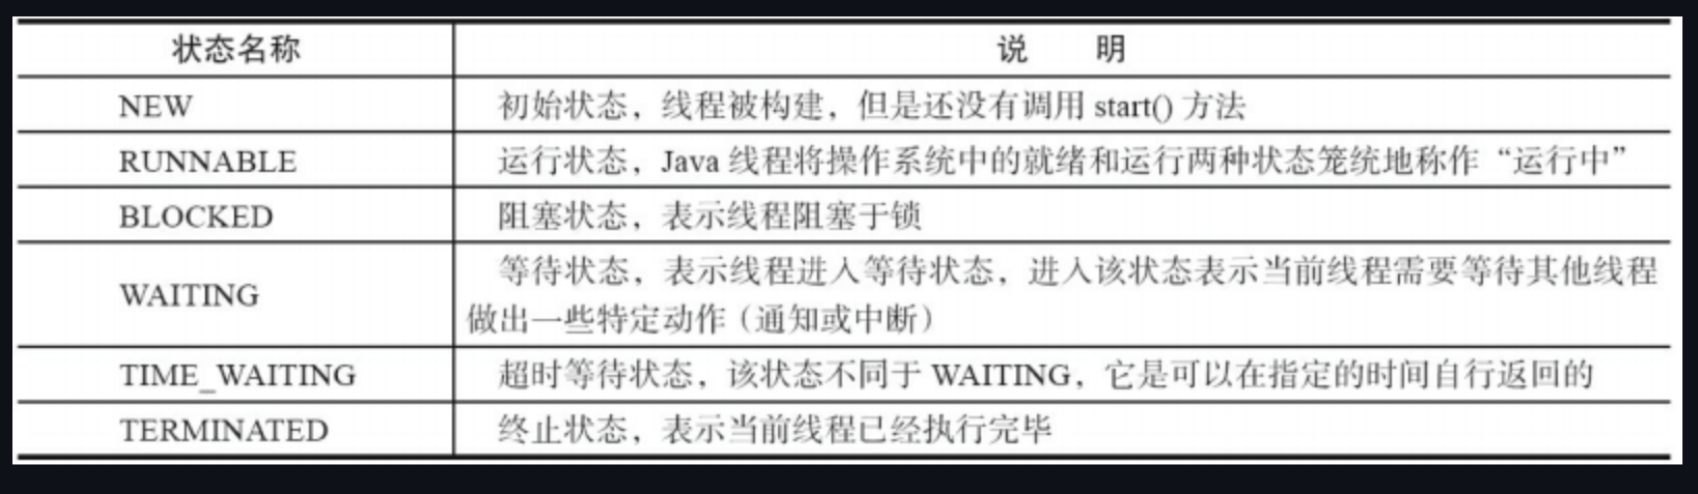 状态名称 说 明
NEW 初始状态，线程被构建，但是还没有调用 start() 方法
RUNNABLE 运行状态，Java 线程将操作系统中的就绪和运行两种状态笼统地称作“运行中”
BLOCKED 阻塞状态，表示线程阻塞于锁
WAITING 等待状态，表示线程进入等待状态，进入该状态表示当前线程需要等待其他线程
做出一些特定动作（通知或中断）
TIME_WAITING 超时等待状态，该状态不同于 WAITING，它是可以在指定的时间自行返回的
TERMINATED 终止状态，表示当前线程已经执行完毕